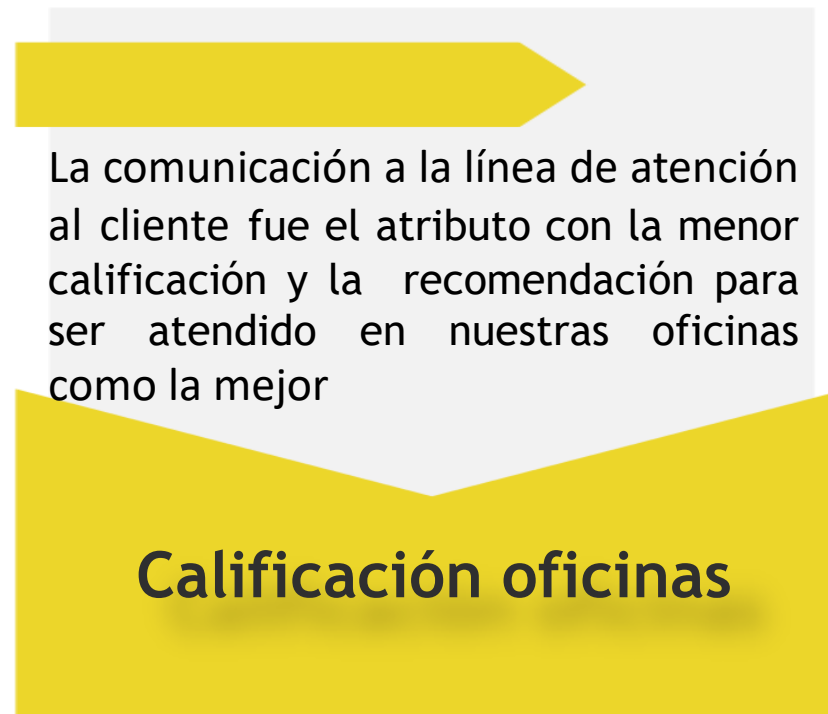 La comunicación a la línea de atención
al cliente fue el atributo con la menor
calificación y la recomendación para
ser atendido en nuestras oficinas
como la mejor
Calificación oficinas